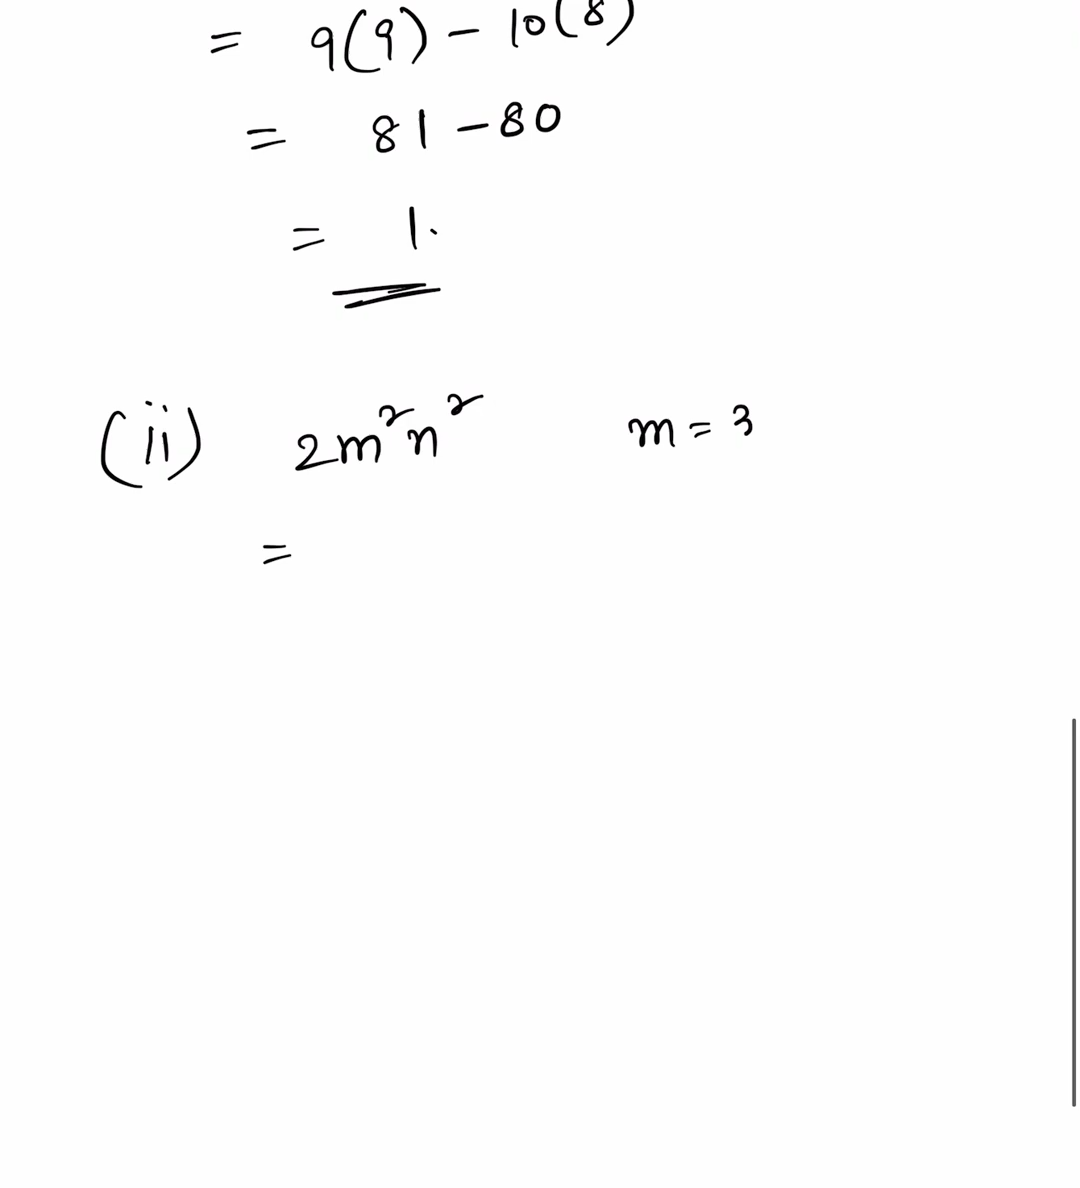 = 9(9) - 10(8)
= 81 - 80
= 1.
(ii) 2m²n² m = 3
=